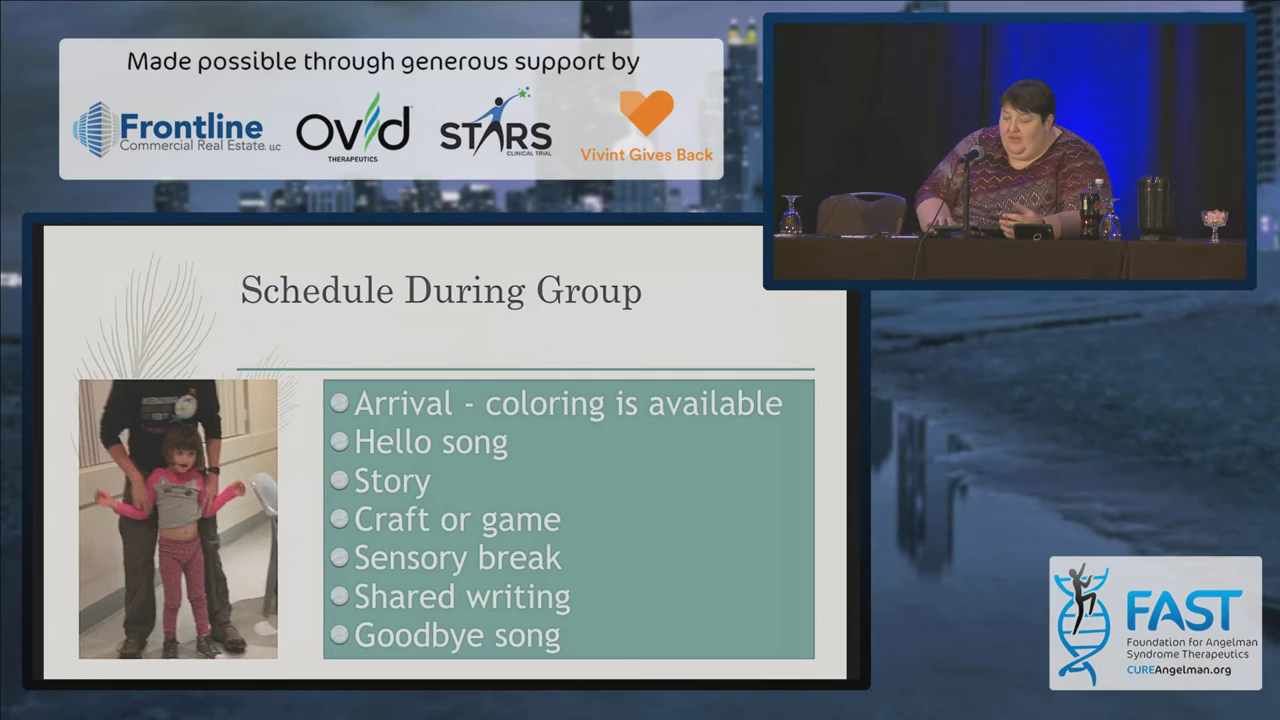 Made possible through generous support by
Frontline
Commercial Real Estate, LLC
OVID
THERAPEUTICS
STARS
CLINICAL TRIAL
Vivint Gives Back
Schedule During Group
Arrival - coloring is available
Hello song
Story
Craft or game
Sensory break
Shared writing
Goodbye song
FAST
Foundation for Angelman
Syndrome Therapeutics
CUREAngelman.org